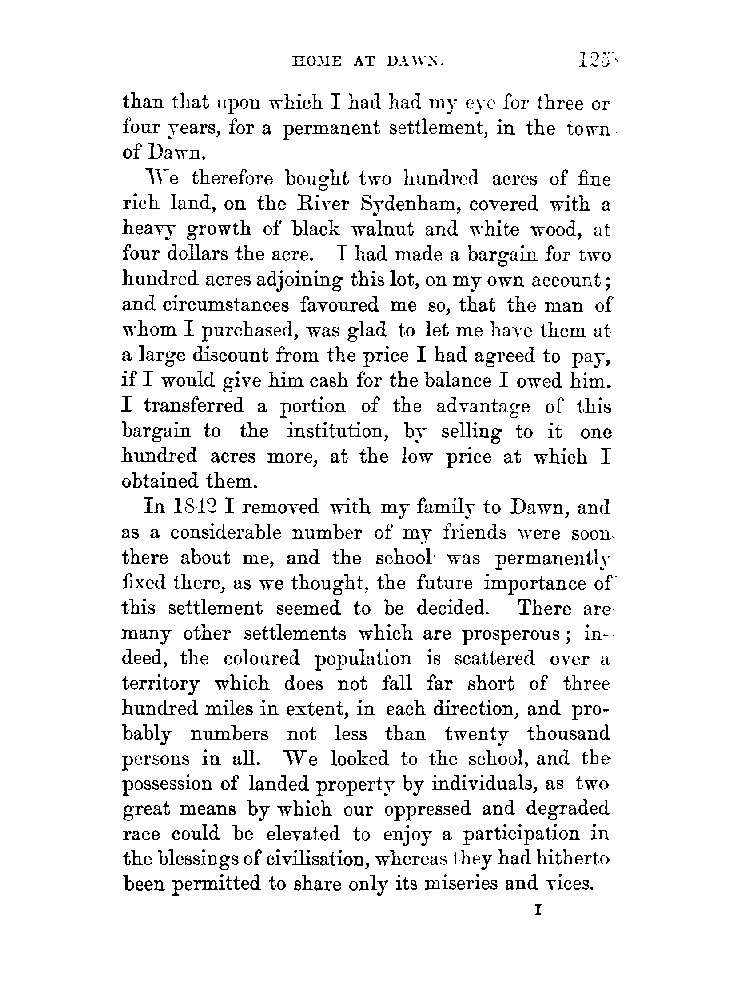 HOME AT DAWN. 125
than that upon which I had had my eye for three or
four years, for a permanent settlement, in the town
of Dawn.
We therefore bought two hundred acres of fine
rich land, on the River Sydenham, covered with a
heavy growth of black walnut and white wood, at
four dollars the acre. I had made a bargain for two
hundred acres adjoining this lot, on my own account;
and circumstances favoured me so, that the man of
whom I purchased, was glad to let me have them at
a large discount from the price I had agreed to pay,
if I would give him cash for the balance I owed him.
I transferred a portion of the advantage of this
bargain to the institution, by selling to it one
hundred acres more, at the low price at which I
obtained them.
In 1842 I removed with my family to Dawn, and
as a considerable number of my friends were soon
there about me, and the school was permanently
fixed there, as we thought, the future importance of
this settlement seemed to be decided. There are
many other settlements which are prosperous; in-
deed, the coloured population is scattered over a
territory which does not fall far short of three
hundred miles in extent, in each direction, and pro-
bably numbers not less than twenty thousand
persons in all. We looked to the school, and the
possession of landed property by individuals, as two
great means by which our oppressed and degraded
race could be elevated to enjoy a participation in
the blessings of civilisation, whereas they had hitherto
been permitted to share only its miseries and vices.
I